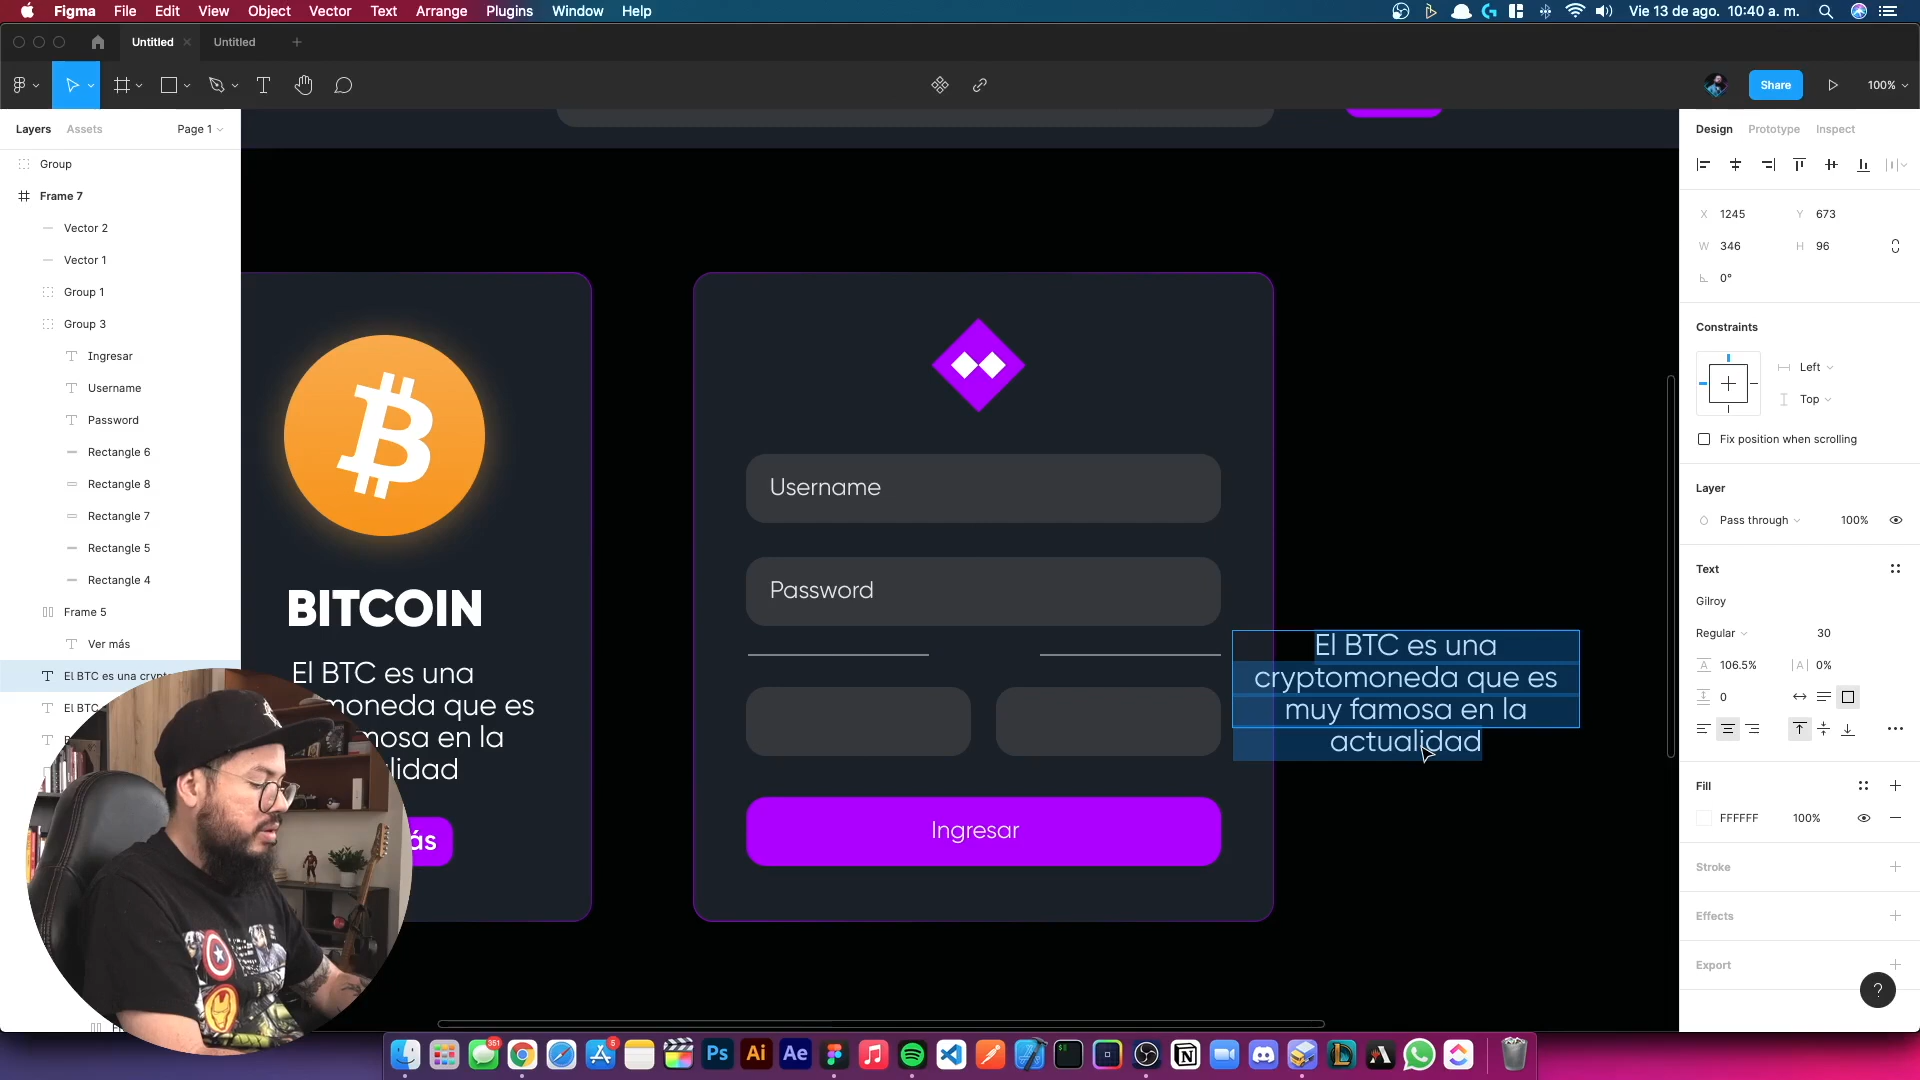 Figma File Edit View Object Vector Text Arrange Plugins Window Help
Vie 13 de ago. 10:40 a. m.
Untitled
Untitled
Share
100%
Layers
Assets
Page 1
Group
Frame 7
Vector 2
Vector 1
Group 1
Group 3
Ingresar
Username
Password
Rectangle 6
Rectangle 8
Rectangle 7
Rectangle 5
Rectangle 4
Frame 5
Ver más
El BTC es una crypto
El BTC
BITCOIN
El BTC es una
moneda que es
mosa en la
lidad
ás
Username
Password
Ingresar
El BTC es una
cryptomoneda que es
muy famosa en la
actualidad
Design
Prototype
Inspect
X 1245
Y 673
W 346
H 96
0°
Constraints
Left
Top
Fix position when scrolling
Layer
Pass through
100%
Text
Gilroy
Regular
30
A 106.5%
|A| 0%
0
Fill
FFFFFF
100%
Stroke
Effects
Export
?
351
5
Ps
Ai
Ae